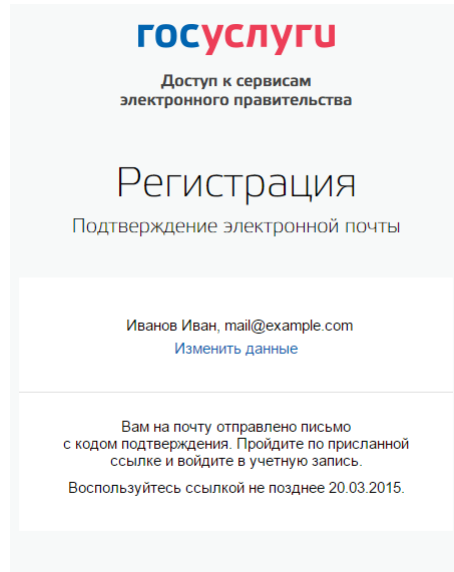 госуслуги
Доступ к сервисам
электронного правительства
Регистрация
Подтверждение электронной почты
Иванов Иван, mail@example.com
Изменить данные
Вам на почту отправлено письмо
с кодом подтверждения. Пройдите по присланной
ссылке и войдите в учетную запись.
Воспользуйтесь ссылкой не позднее 20.03.2015.